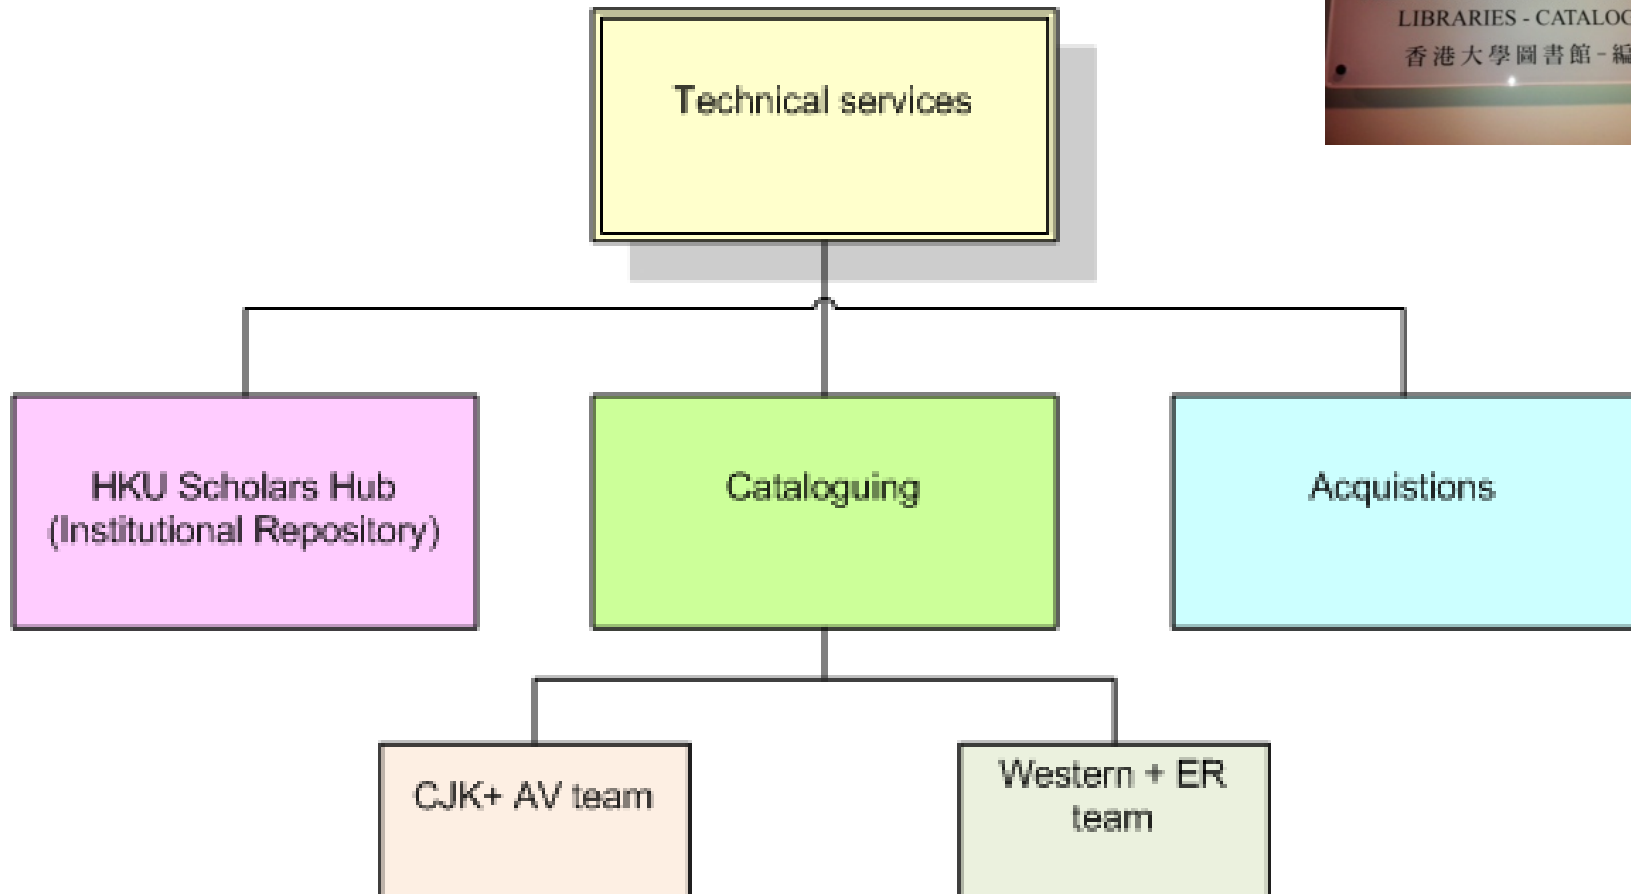 LIBRARIES - CATALOG
香港大學圖書館-編
Technical services
HKU Scholars Hub
(Institutional Repository)
Cataloguing
Acquistions
CJK+ AV team
Western + ER
team